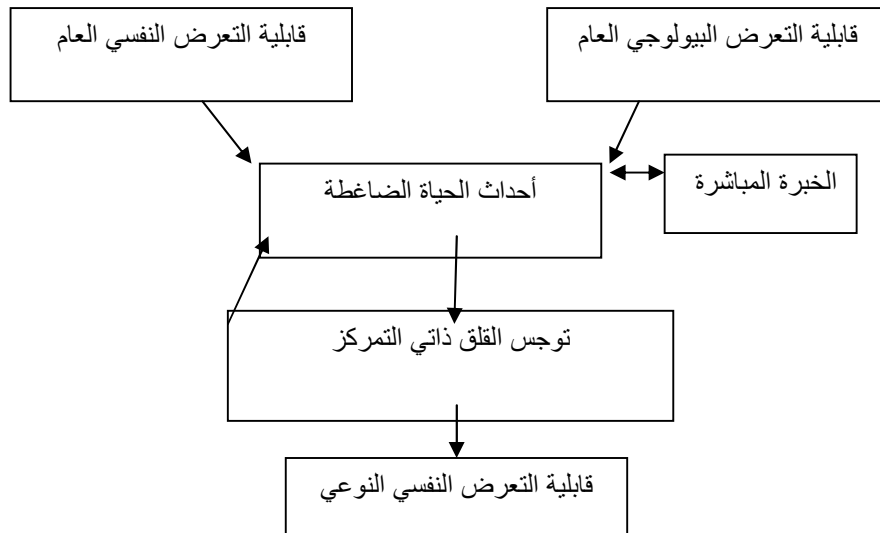 قابلية التعرض البيولوجي العام
قابلية التعرض النفسي العام
أحداث الحياة الضاغطة
الخبرة المباشرة
توجس القلق ذاتي التمركز
قابلية التعرض النفسي النوعي